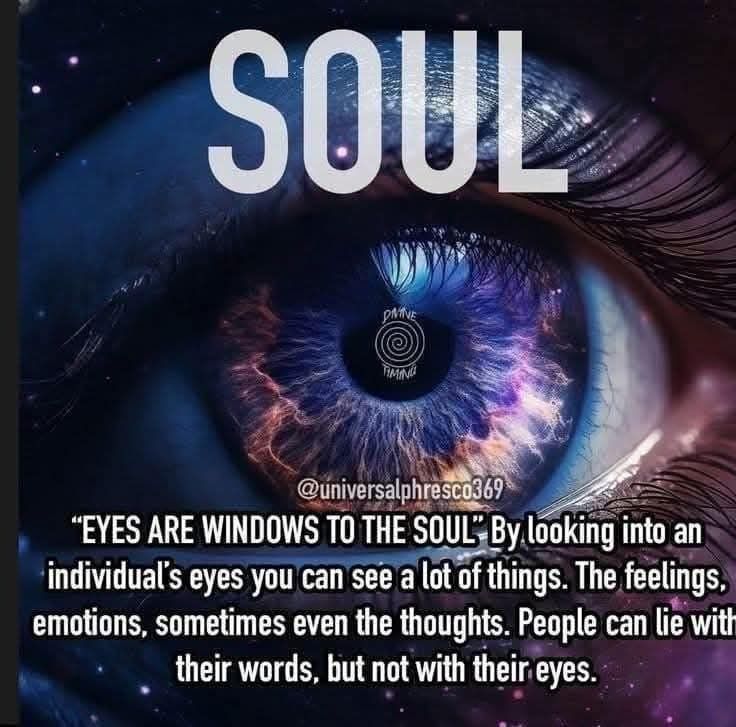 SOUL
DIVINE
TIMING
@universalphresco369
“EYES ARE WINDOWS TO THE SOUL” By looking into an
individual's eyes you can see a lot of things. The feelings,
emotions, sometimes even the thoughts. People can lie with
their words, but not with their eyes.